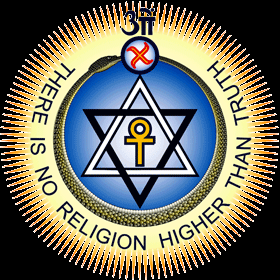 ॐ
THERE IS NO RELIGION HIGHER THAN TRUTH